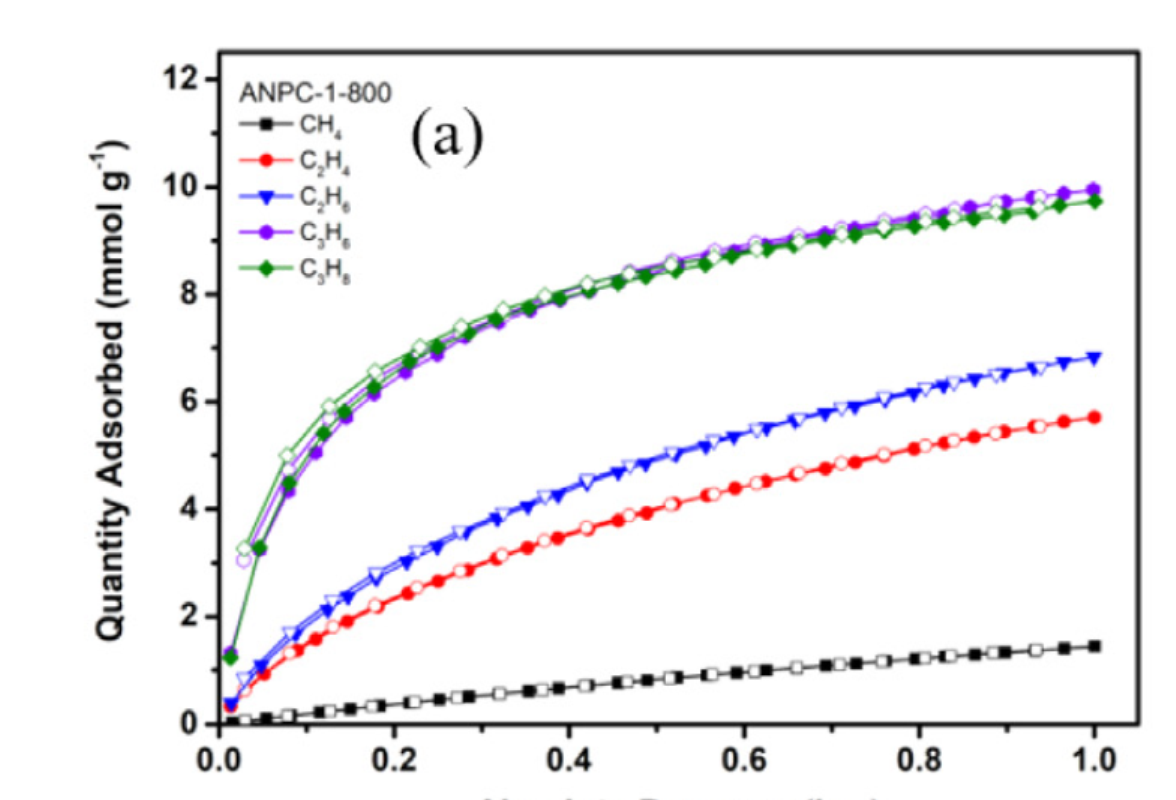 12
10
8
6
4
2
0
Quantity Adsorbed (mmol g⁻¹)
ANPC-1-800
(a)
CH₄
C₂H₄
C₂H₆
C₃H₆
C₃H₈
0.0 0.2 0.4 0.6 0.8 1.0